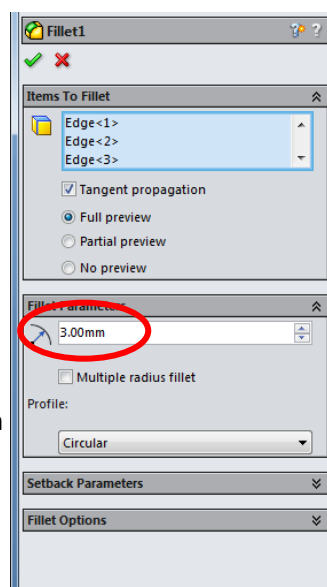 Fillet1
Items To Fillet
Edge<1>
Edge<2>
Edge<3>
Tangent propagation
Full preview
Partial preview
No preview
Fillet Parameters
3.00mm
Multiple radius fillet
Profile:
Circular
Setback Parameters
Fillet Options